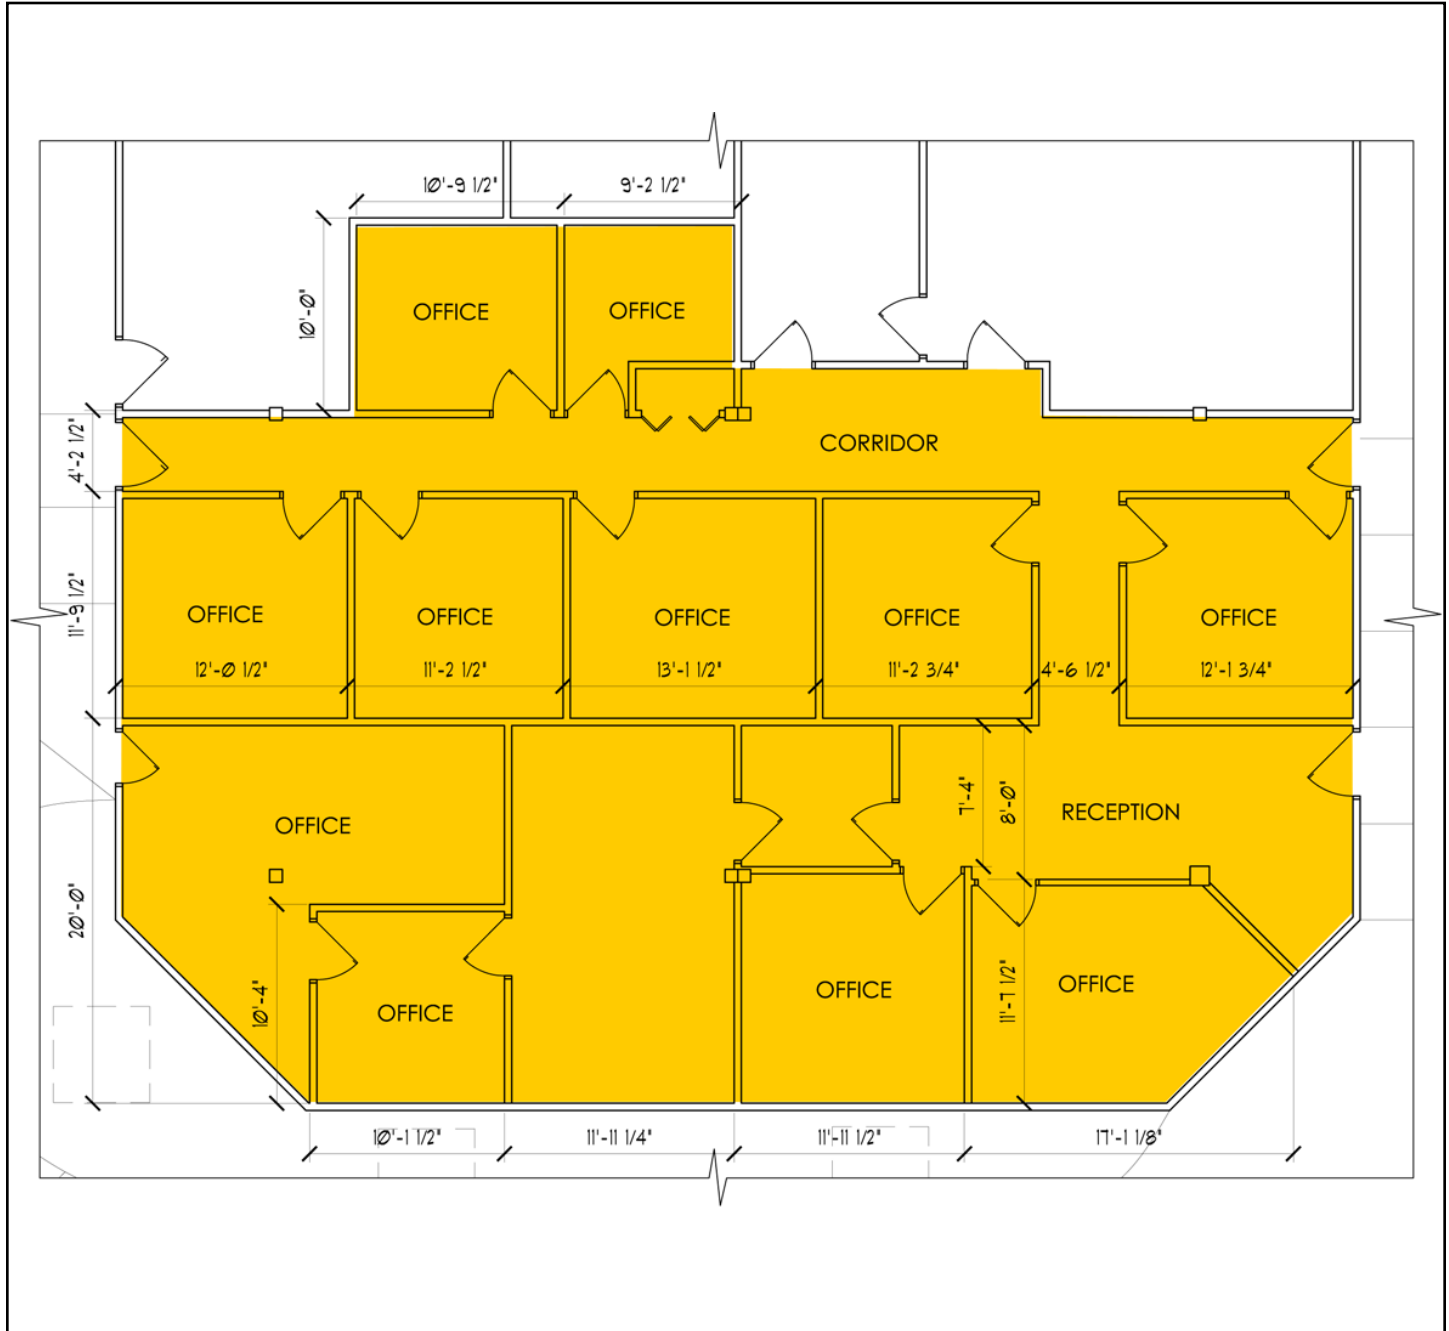 10'-9 1/2" 9'-2 1/2"
10'-0"
OFFICE OFFICE
4'-2 1/2"
CORRIDOR
11'-9 1/2"
OFFICE OFFICE OFFICE OFFICE OFFICE
12'-0 1/2" 11'-2 1/2" 13'-1 1/2" 11'-2 3/4" 4'-6 1/2" 12'-1 3/4"
7'-4" 8'-0"
OFFICE RECEPTION
20'-0"
10'-4" OFFICE OFFICE 11'-7 1/2" OFFICE
10'-1 1/2" 11'-11 1/4" 11'-11 1/2" 17'-1 1/8"